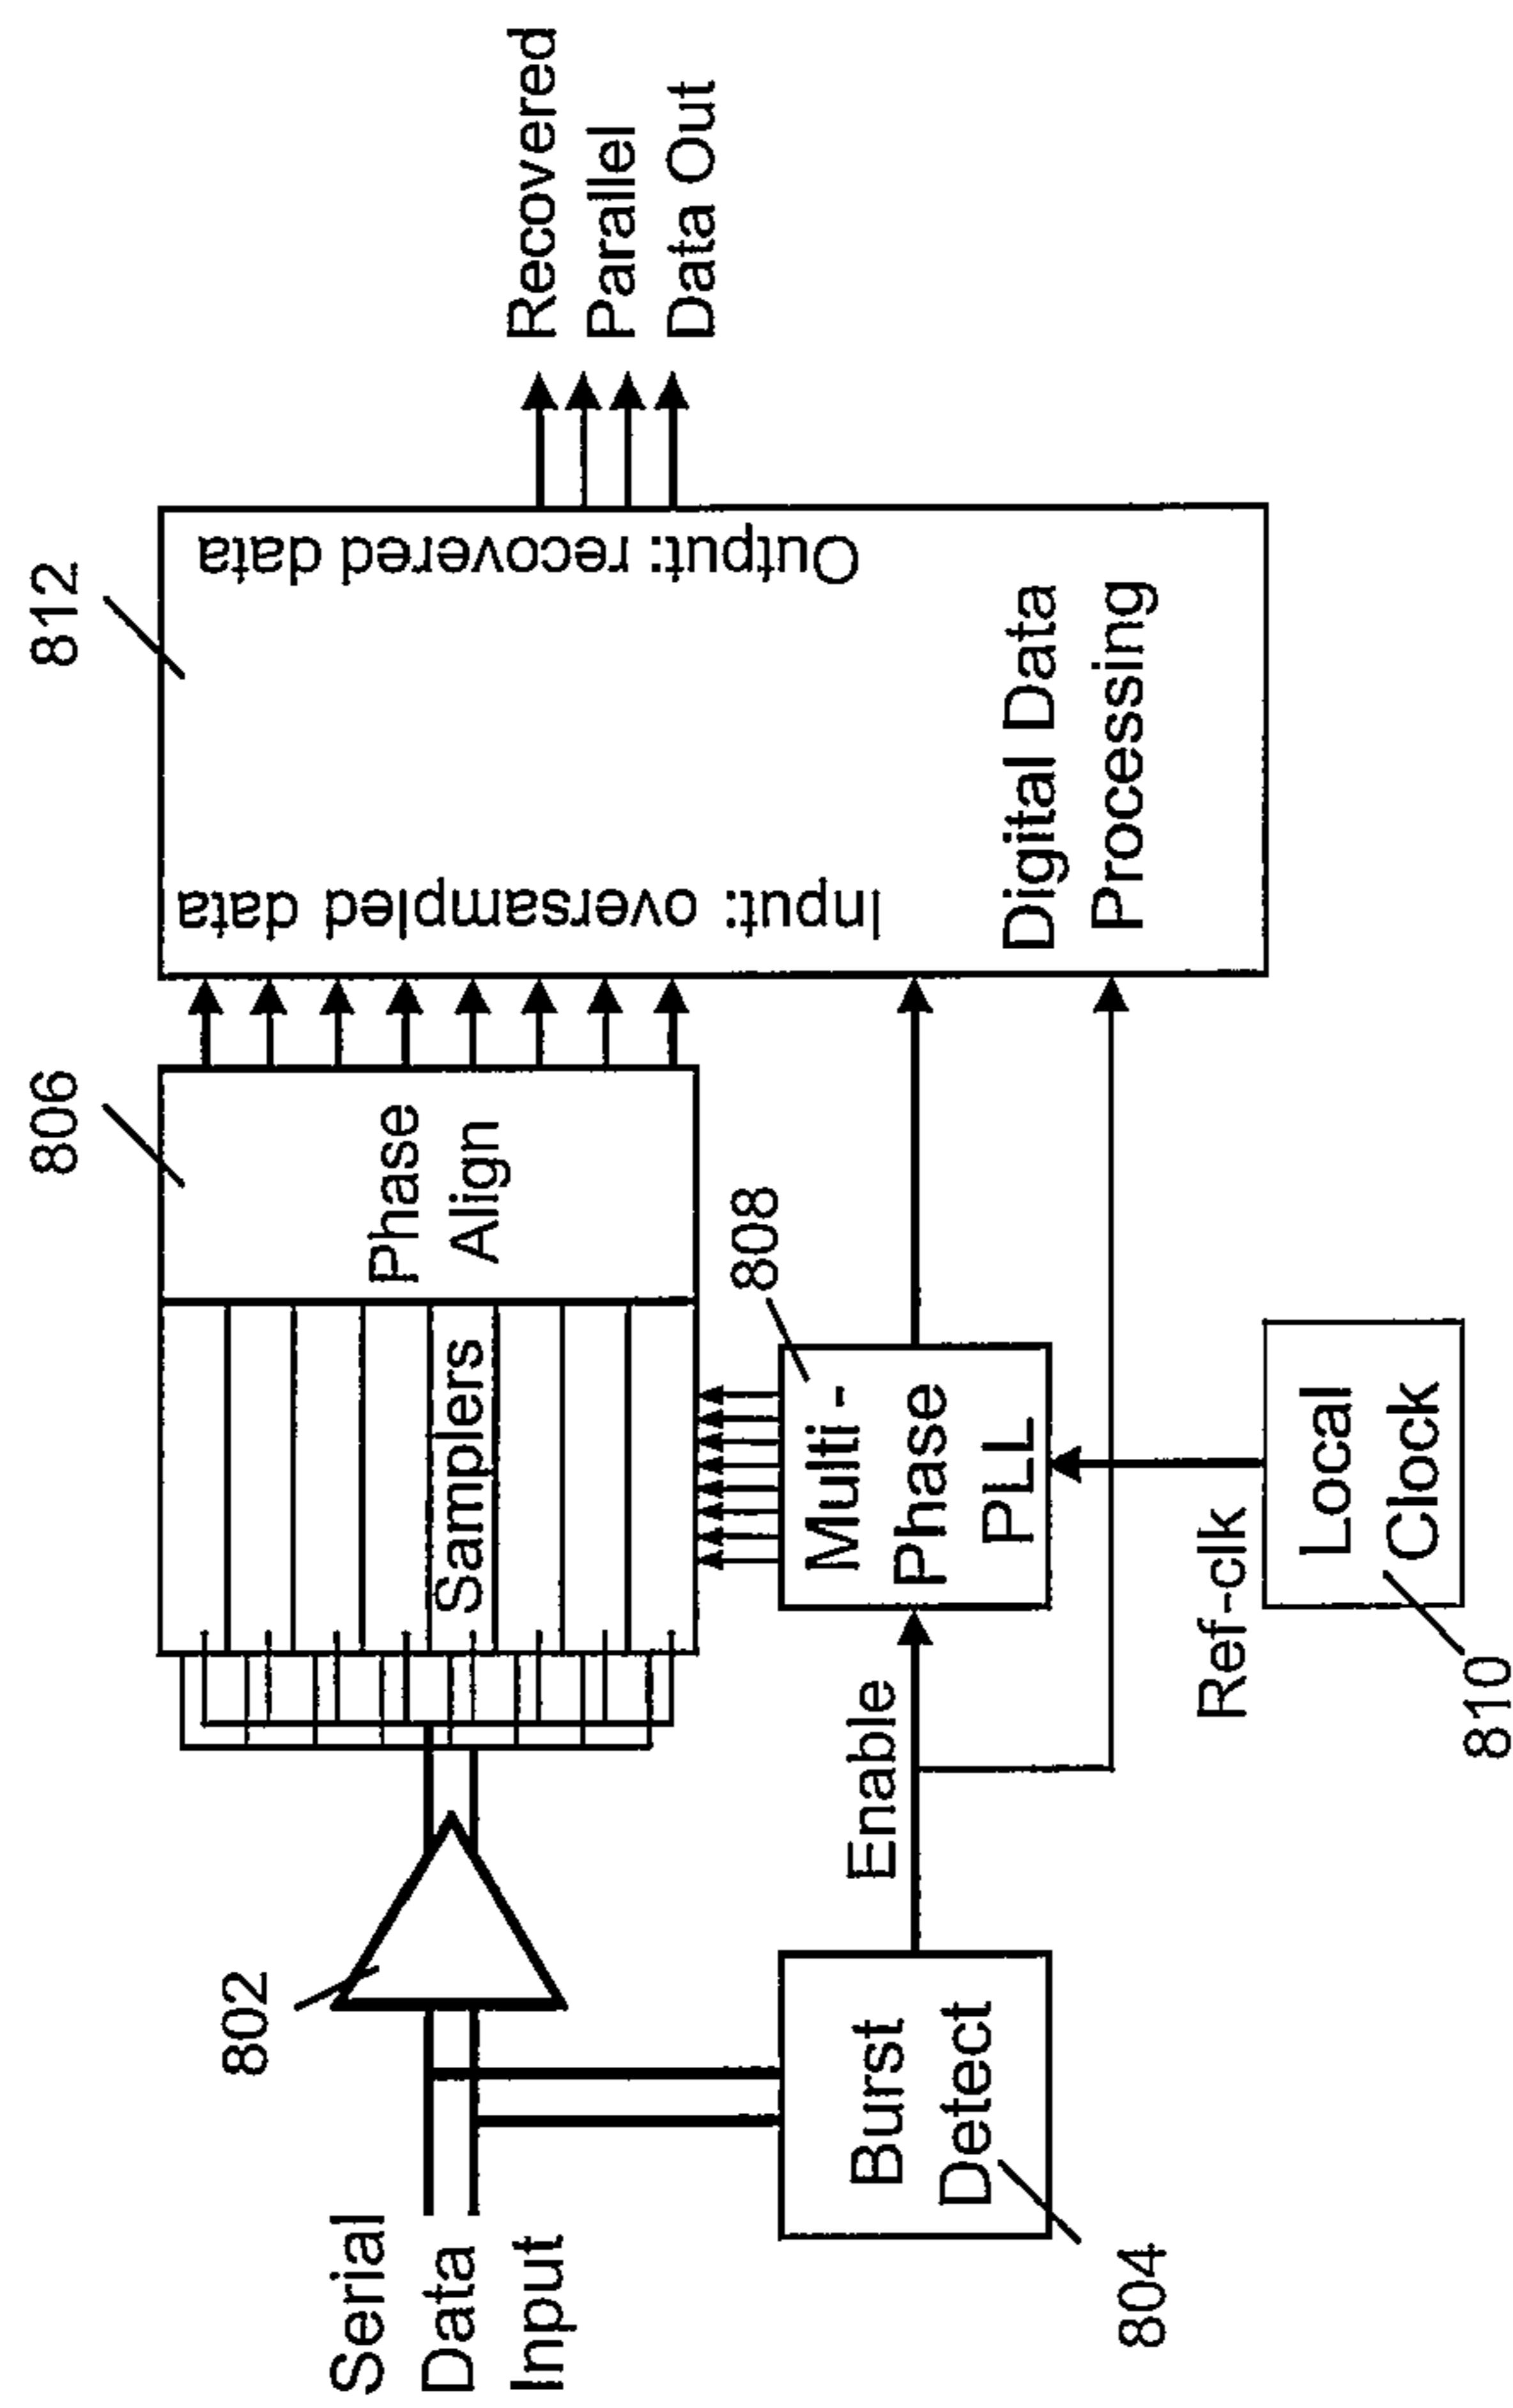 Serial
Data
Input
802
Burst
Detect
804
Enable
Samplers
Phase
Align
806
Multi -
Phase
PLL
808
Ref-clk
Local
Clock
810
Input: oversampled data
Output: recovered data
Digital Data
Processing
812
Recovered
Parallel
Data Out